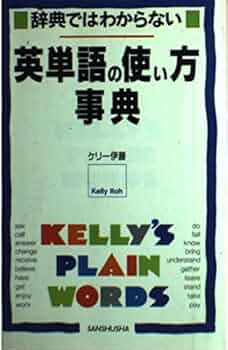 辞典ではわからない
英単語の使い方
事典
ケリー伊藤
Kelly Itoh
KELLY'S
PLAIN
WORDS
ask
call
answer
change
receive
believe
have
get
enjoy
work
do
fall
know
bring
understand
gather
leave
stand
take
pay
SANSHUSHA